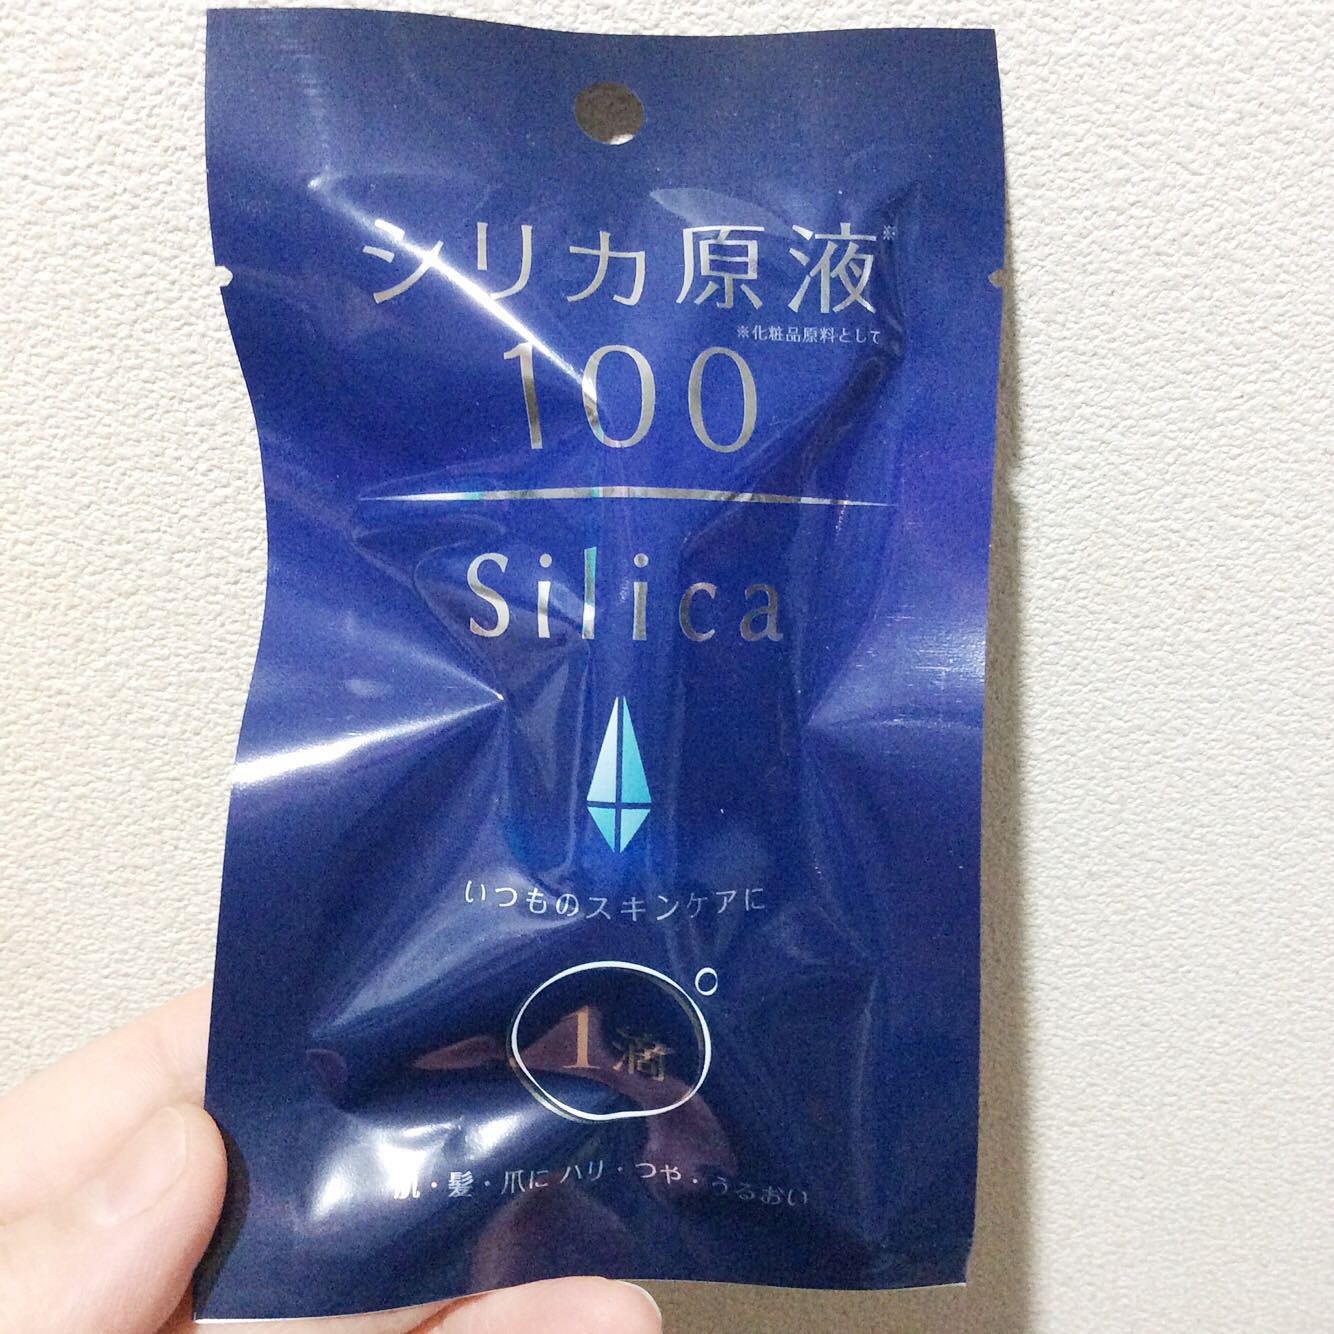 シリカ原液※
※化粧品原料として
100
Silica
いつものスキンケアに
1滴
肌・髪・爪に ハリ・つや・うるおい